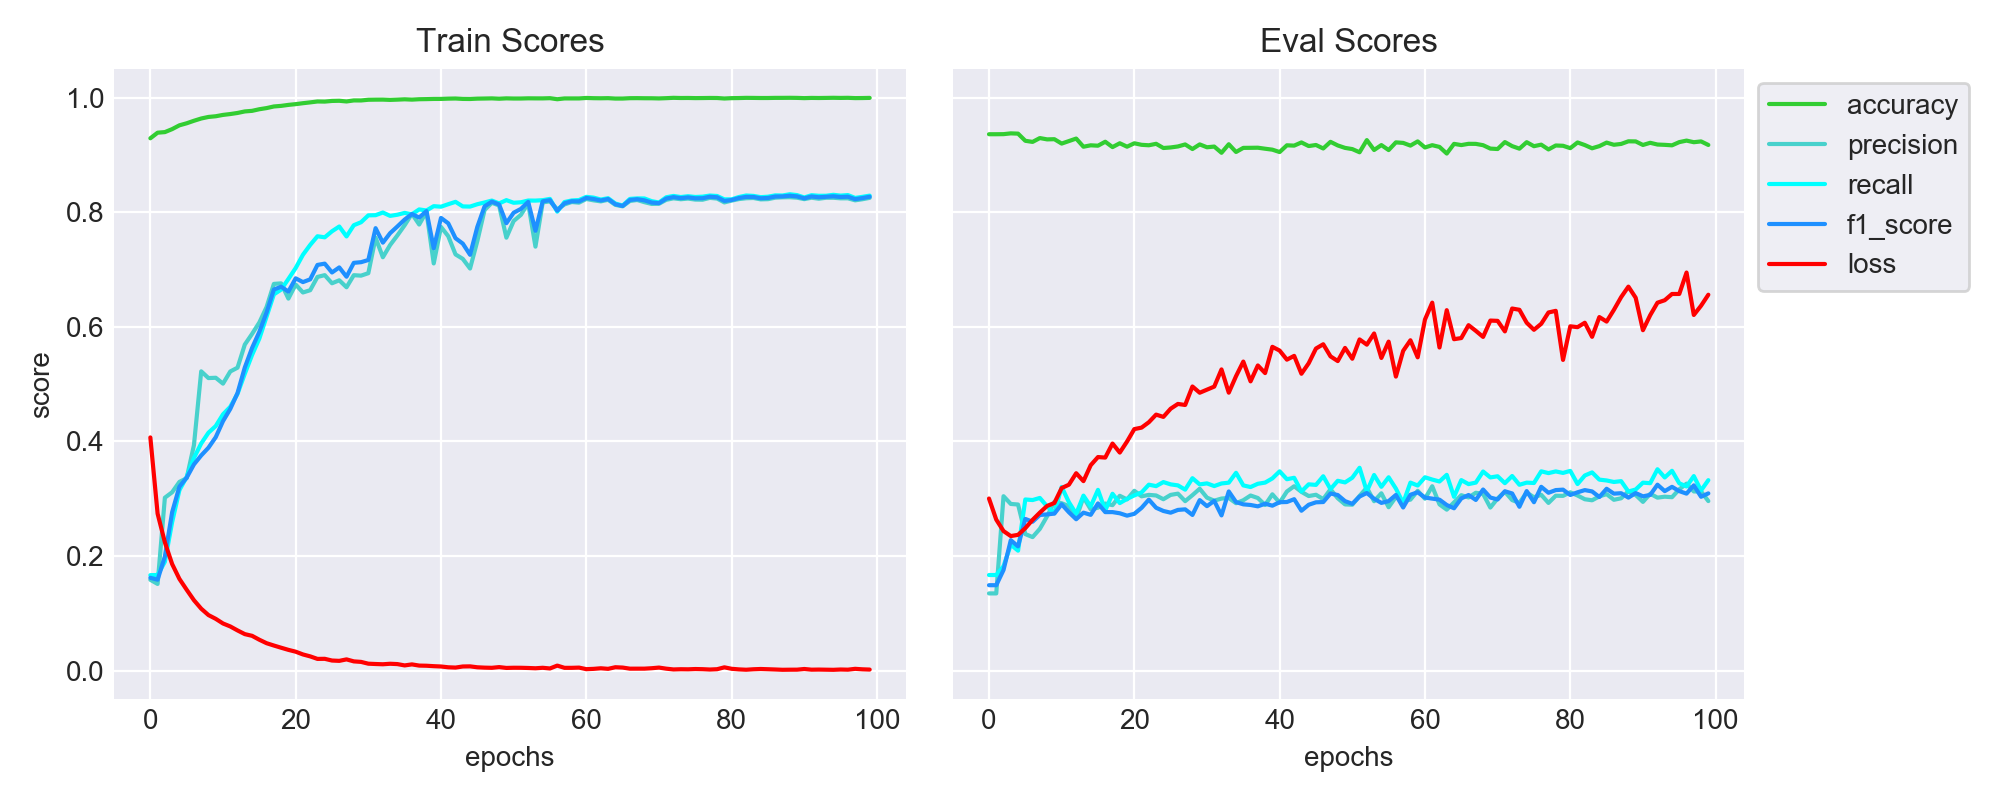 Train Scores
Eval Scores
score
1.0
0.8
0.6
0.4
0.2
0.0
0 20 40 60 80 100
epochs
0 20 40 60 80 100
epochs
accuracy
precision
recall
f1_score
loss